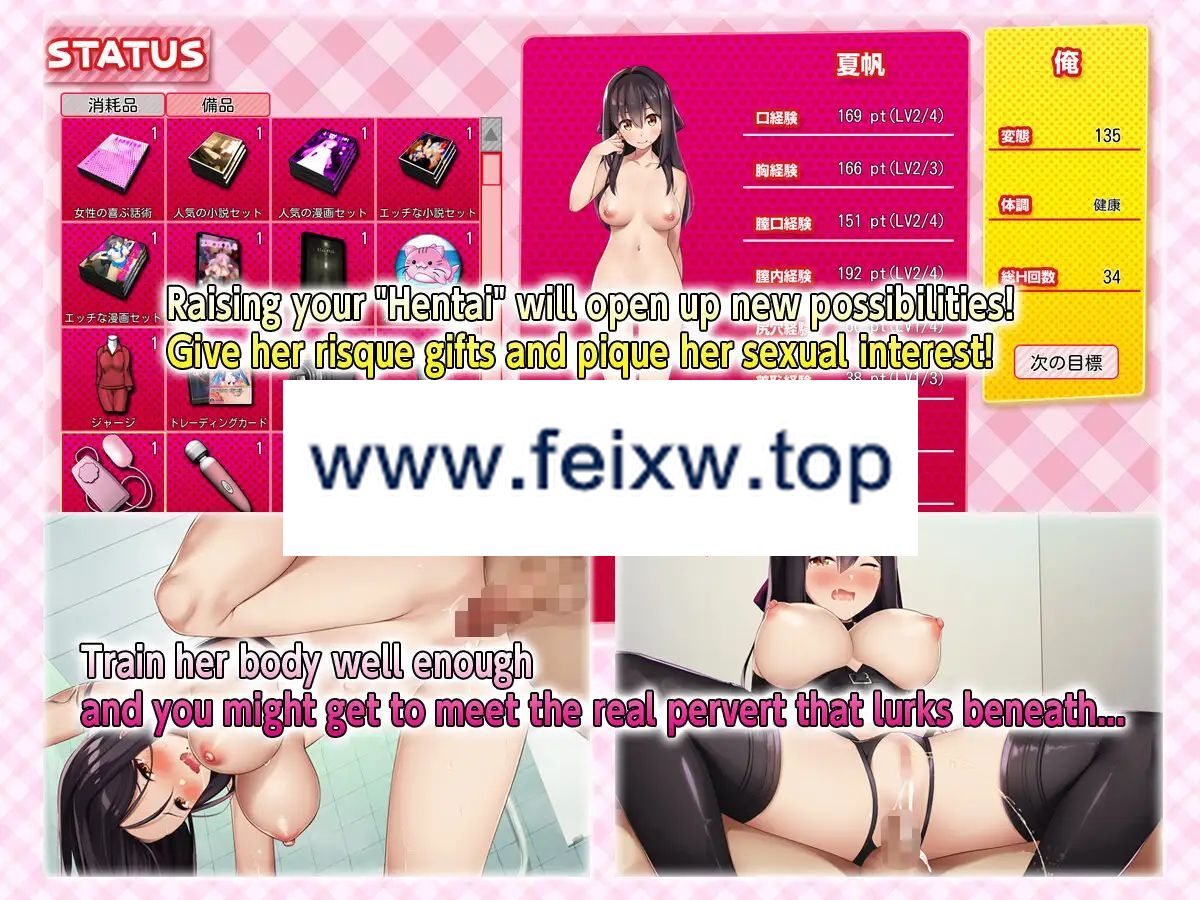 STATUS
消耗品
備品
1
1
1
1
女性の喜ぶ話術
人気の小説セット
人気の漫画セット
エッチな小説セット
1
1
1
1
エッチな漫画セット
1
ジャージ
トレーディングカード
1
1
夏帆
口経験 169 pt(LV2/4)
胸経験 166 pt(LV2/3)
膣口経験 151 pt(LV2/4)
膣内経験 192 pt(LV2/4)
尻穴経験
38 pt(LV1/3)
俺
変態 135
体調 健康
総H回数 34
次の目標
Raising your "Hentai" will open up new possibilities!
Give her risque gifts and pique her sexual interest!
www.feixw.top
Train her body well enough
and you might get to meet the real pervert that lurks beneath...